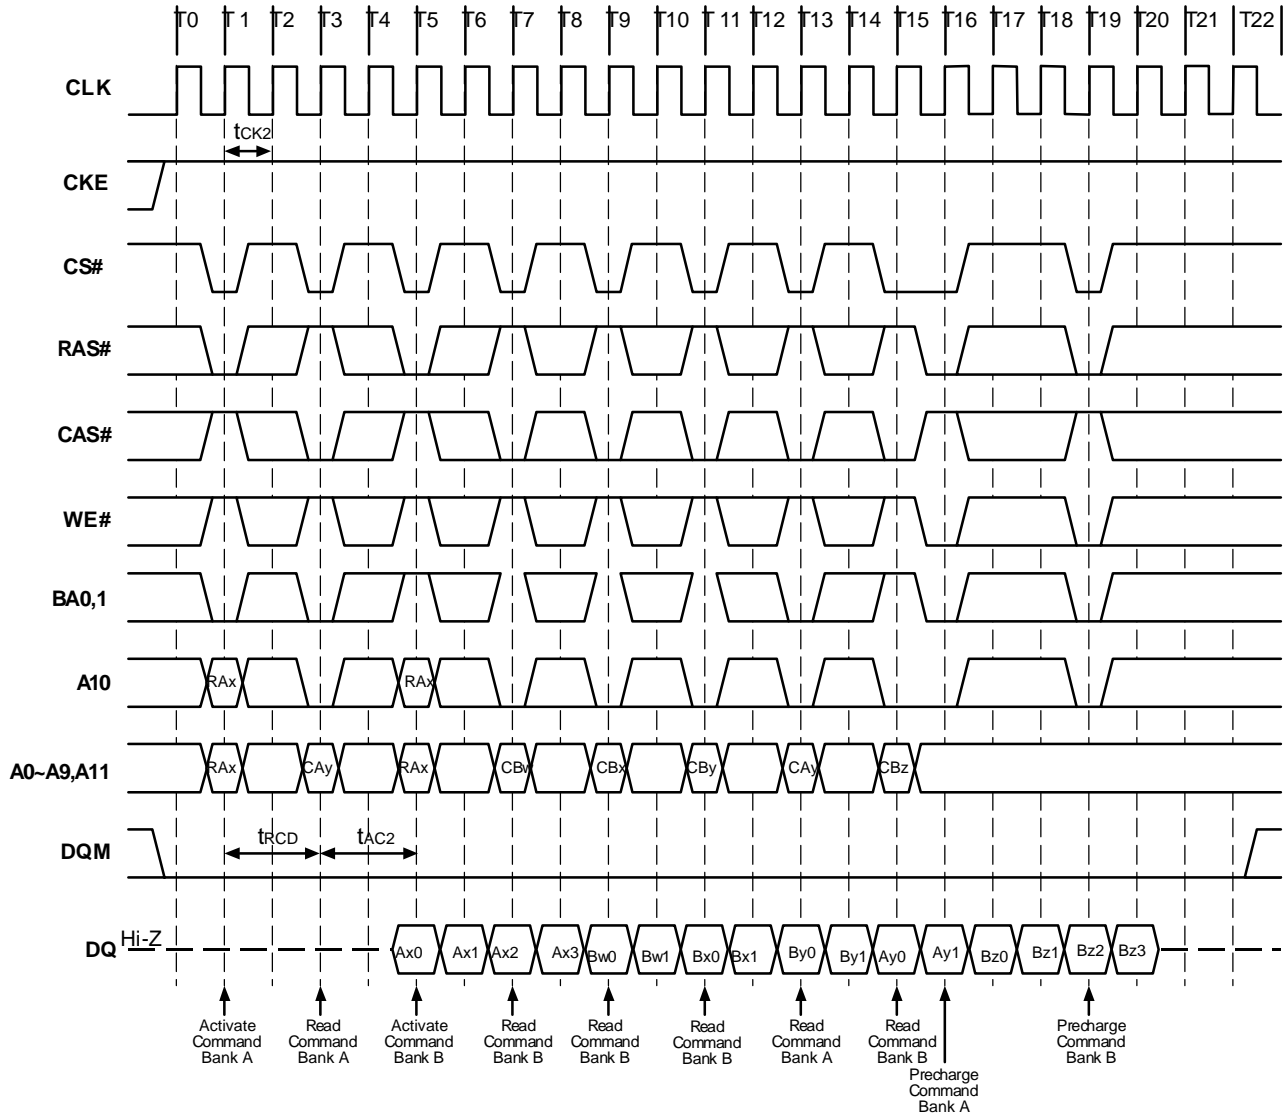 T0 T 1 T2 T3 T4 T5 T6 T7 T8 T9 T10 T 11 T12 T13 T14 T15 T16 T17 T18 T19 T20 T21 T22
CLK
tCK2
CKE
CS#
RAS#
CAS#
WE#
BA0,1
A10 RAx RAx
A0~A9,A11 RAx CAy RAx CBw CBx CBy CAy CBz
DQM tRCD tAC2
DQ Hi-Z Ax0 Ax1 Ax2 Ax3 Bw0 Bw1 Bx0 Bx1 By0 By1 Ay0 Ay1 Bz0 Bz1 Bz2 Bz3
Activate
Command
Bank A
Read
Command
Bank A
Activate
Command
Bank B
Read
Command
Bank B
Read
Command
Bank B
Read
Command
Bank B
Read
Command
Bank A
Read
Command
Bank B
Precharge
Command
Bank A
Precharge
Command
Bank B